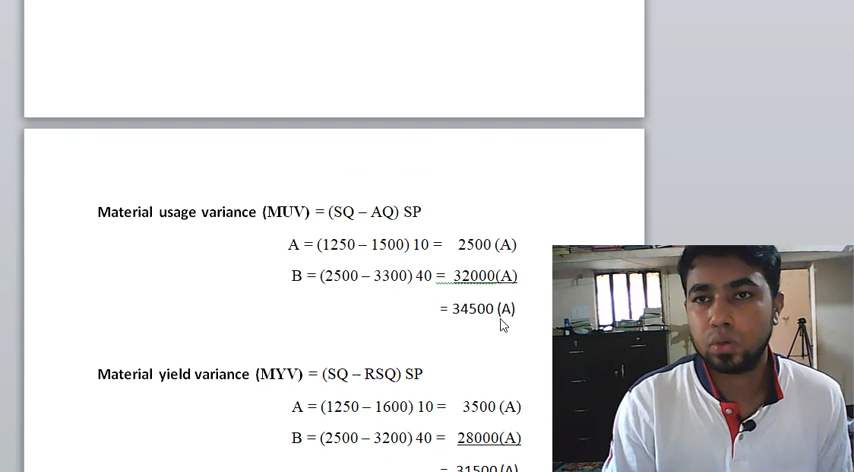 Material usage variance (MUV) = (SQ – AQ) SP
A = (1250 – 1500) 10 = 2500 (A)
B = (2500 – 3300) 40 = 32000(A)
= 34500 (A)
Material yield variance (MYV) = (SQ – RSQ) SP
A = (1250 – 1600) 10 = 3500 (A)
B = (2500 – 3200) 40 = 28000(A)
= 31500 (A)